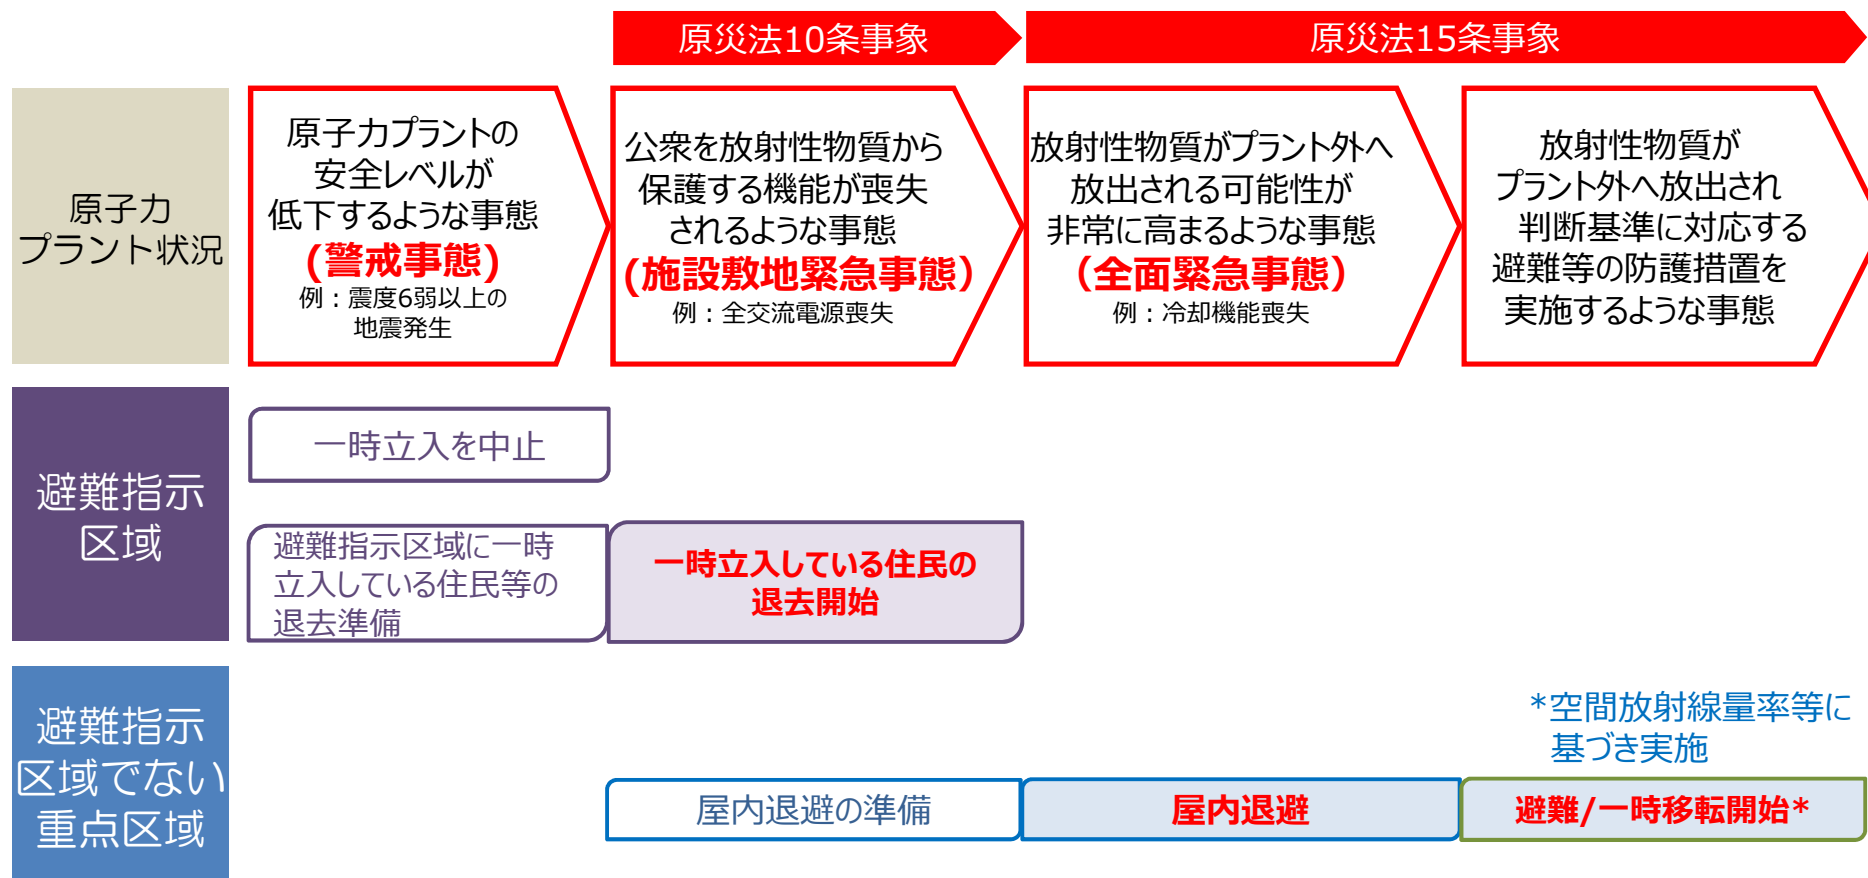 原災法10条事象
原災法15条事象
原子力
プラント状況
原子力プラントの
安全レベルが
低下するような事態
(警戒事態)
例：震度6弱以上の
地震発生
公衆を放射性物質から
保護する機能が喪失
されるような事態
(施設敷地緊急事態）
例：全交流電源喪失
放射性物質がプラント外へ
放出される可能性が
非常に高まるような事態
（全面緊急事態）
例：冷却機能喪失
放射性物質が
プラント外へ放出され
判断基準に対応する
避難等の防護措置を
実施するような事態
避難指示
区域
一時立入を中止
避難指示区域に一時
立入している住民等の
退去準備
一時立入している住民の
退去開始
避難指示
区域でない
重点区域
*空間放射線量率等に
基づき実施
屋内退避の準備
屋内退避
避難/一時移転開始*